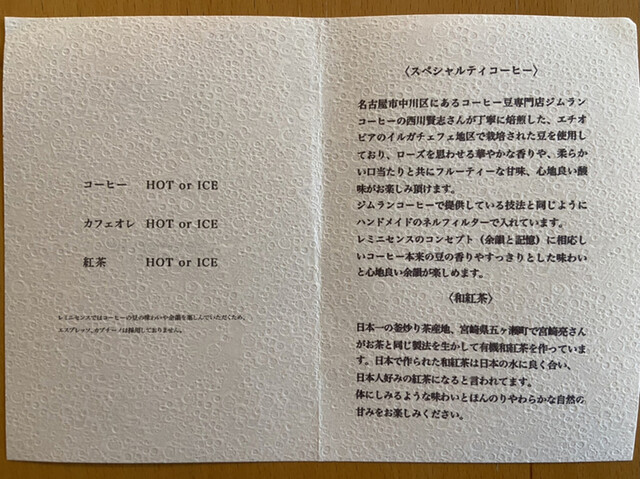 コーヒー HOT or ICE
カフェオレ HOT or ICE
紅茶 HOT or ICE
レミニセンスではコーヒーの豆の味わいや余韻を楽しんでいただくため、
エスプレッソ、カプチーノは採用しておりません。
〈スペシャルティコーヒー〉
名古屋市中川区にあるコーヒー豆専門店ジムラン
コーヒーの西川賢志さんが丁寧に焙煎した、エチオ
ピアのイルガチェフェ地区で栽培された豆を使用し
ており、ローズを思わせる華やかな香りや、柔らか
い口当たりと共にフルーティーな甘味、心地良い酸
味がお楽しみ頂けます。
ジムランコーヒーで提供している技法と同じように
ハンドメイドのネルフィルターで入れています。
レミニセンスのコンセプト（余韻と記憶）に相応し
いコーヒー本来の豆の香りやすっきりとした味わい
と心地良い余韻が楽しめます。
〈和紅茶〉
日本一の釜炒り茶産地、宮崎県五ヶ瀬町で宮﨑亮さん
がお茶と同じ製法を生かして有機和紅茶を作っていま
す。日本で作られた和紅茶は日本の水に良く合い、
日本人好みの紅茶になると言われてます。
体にしみるような味わいとほんのりやわらかな自然の
甘みをお楽しみください。